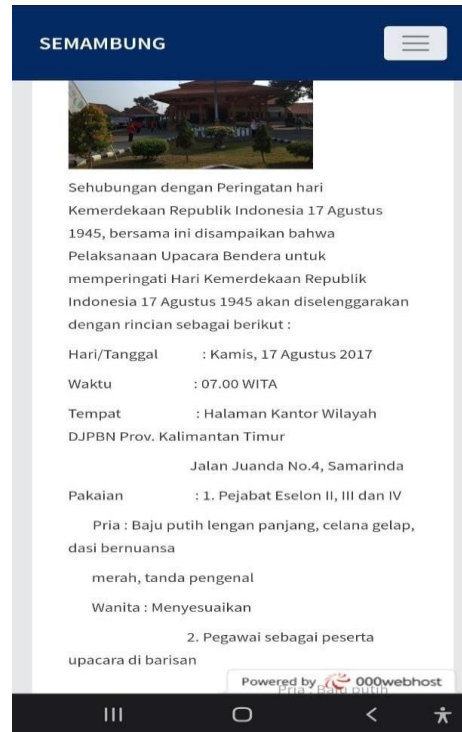 SEMAMBUNG
Sehubungan dengan Peringatan hari
Kemerdekaan Republik Indonesia 17 Agustus
1945, bersama ini disampaikan bahwa
Pelaksanaan Upacara Bendera untuk
memperingati Hari Kemerdekaan Republik
Indonesia 17 Agustus 1945 akan diselenggarakan
dengan rincian sebagai berikut :
Hari/Tanggal : Kamis, 17 Agustus 2017
Waktu : 07.00 WITA
Tempat : Halaman Kantor Wilayah
DJPBN Prov. Kalimantan Timur
Jalan Juanda No.4, Samarinda
Pakaian : 1. Pejabat Eselon II, III dan IV
Pria : Baju putih lengan panjang, celana gelap,
dasi bernuansa
merah, tanda pengenal
Wanita : Menyesuaikan
2. Pegawai sebagai peserta
upacara di barisan
Powered by 000webhost
Pria : Baju putih